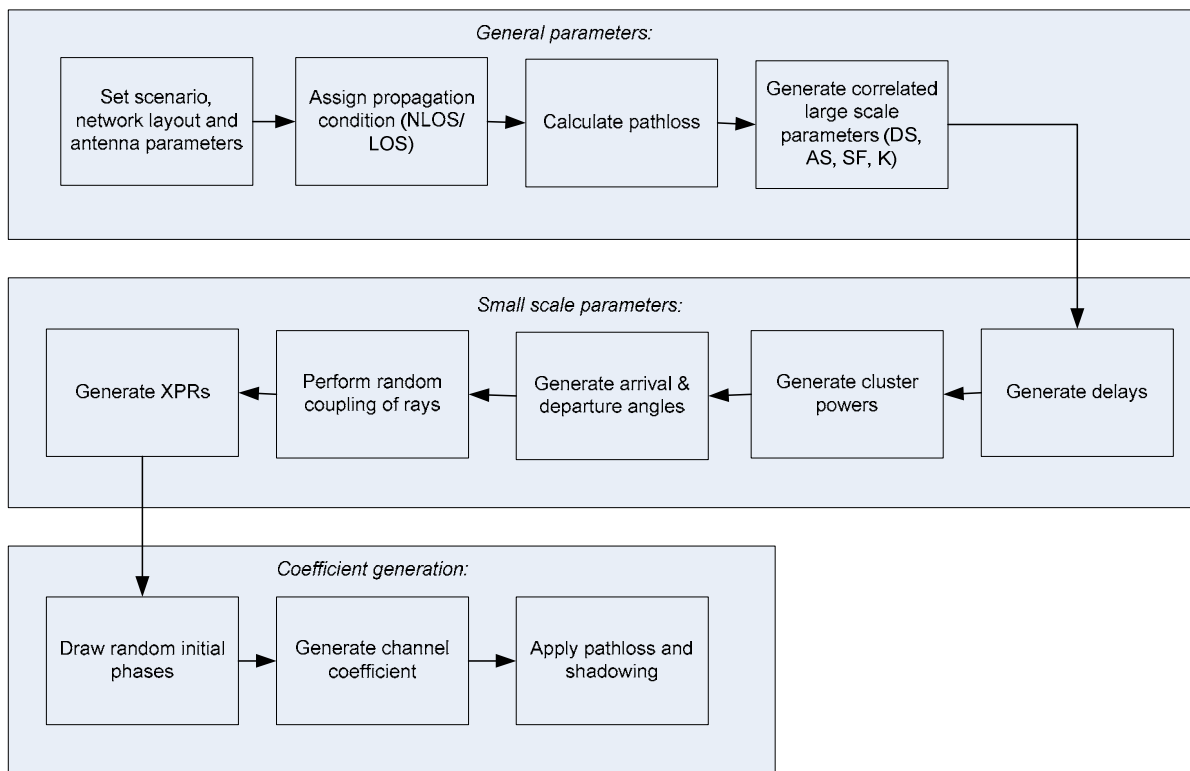 General parameters:
Set scenario,
network layout and
antenna parameters
Assign propagation
condition (NLOS/
LOS)
Calculate pathloss
Generate correlated
large scale
parameters (DS,
AS, SF, K)
Small scale parameters:
Generate delays
Generate cluster
powers
Generate arrival &
departure angles
Perform random
coupling of rays
Generate XPRs
Coefficient generation:
Draw random initial
phases
Generate channel
coefficient
Apply pathloss and
shadowing